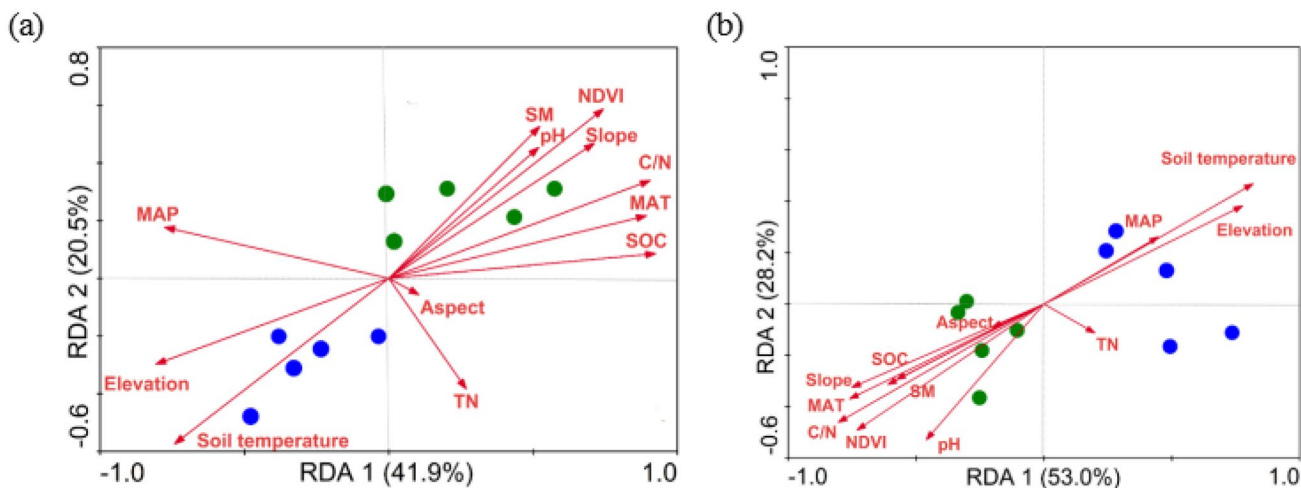 (a)
0.8
RDA 2 (20.5%)
-0.6
NDVI
SM
pH
Slope
C/N
MAT
MAP
SOC
Aspect
Elevation
TN
Soil temperature
-1.0
RDA 1 (41.9%)
1.0
(b)
1.0
RDA 2 (28.2%)
-0.6
Soil temperature
MAP
Elevation
Aspect
TN
SOC
Slope
SM
MAT
C/N
NDVI
pH
-1.0
RDA 1 (53.0%)
1.0